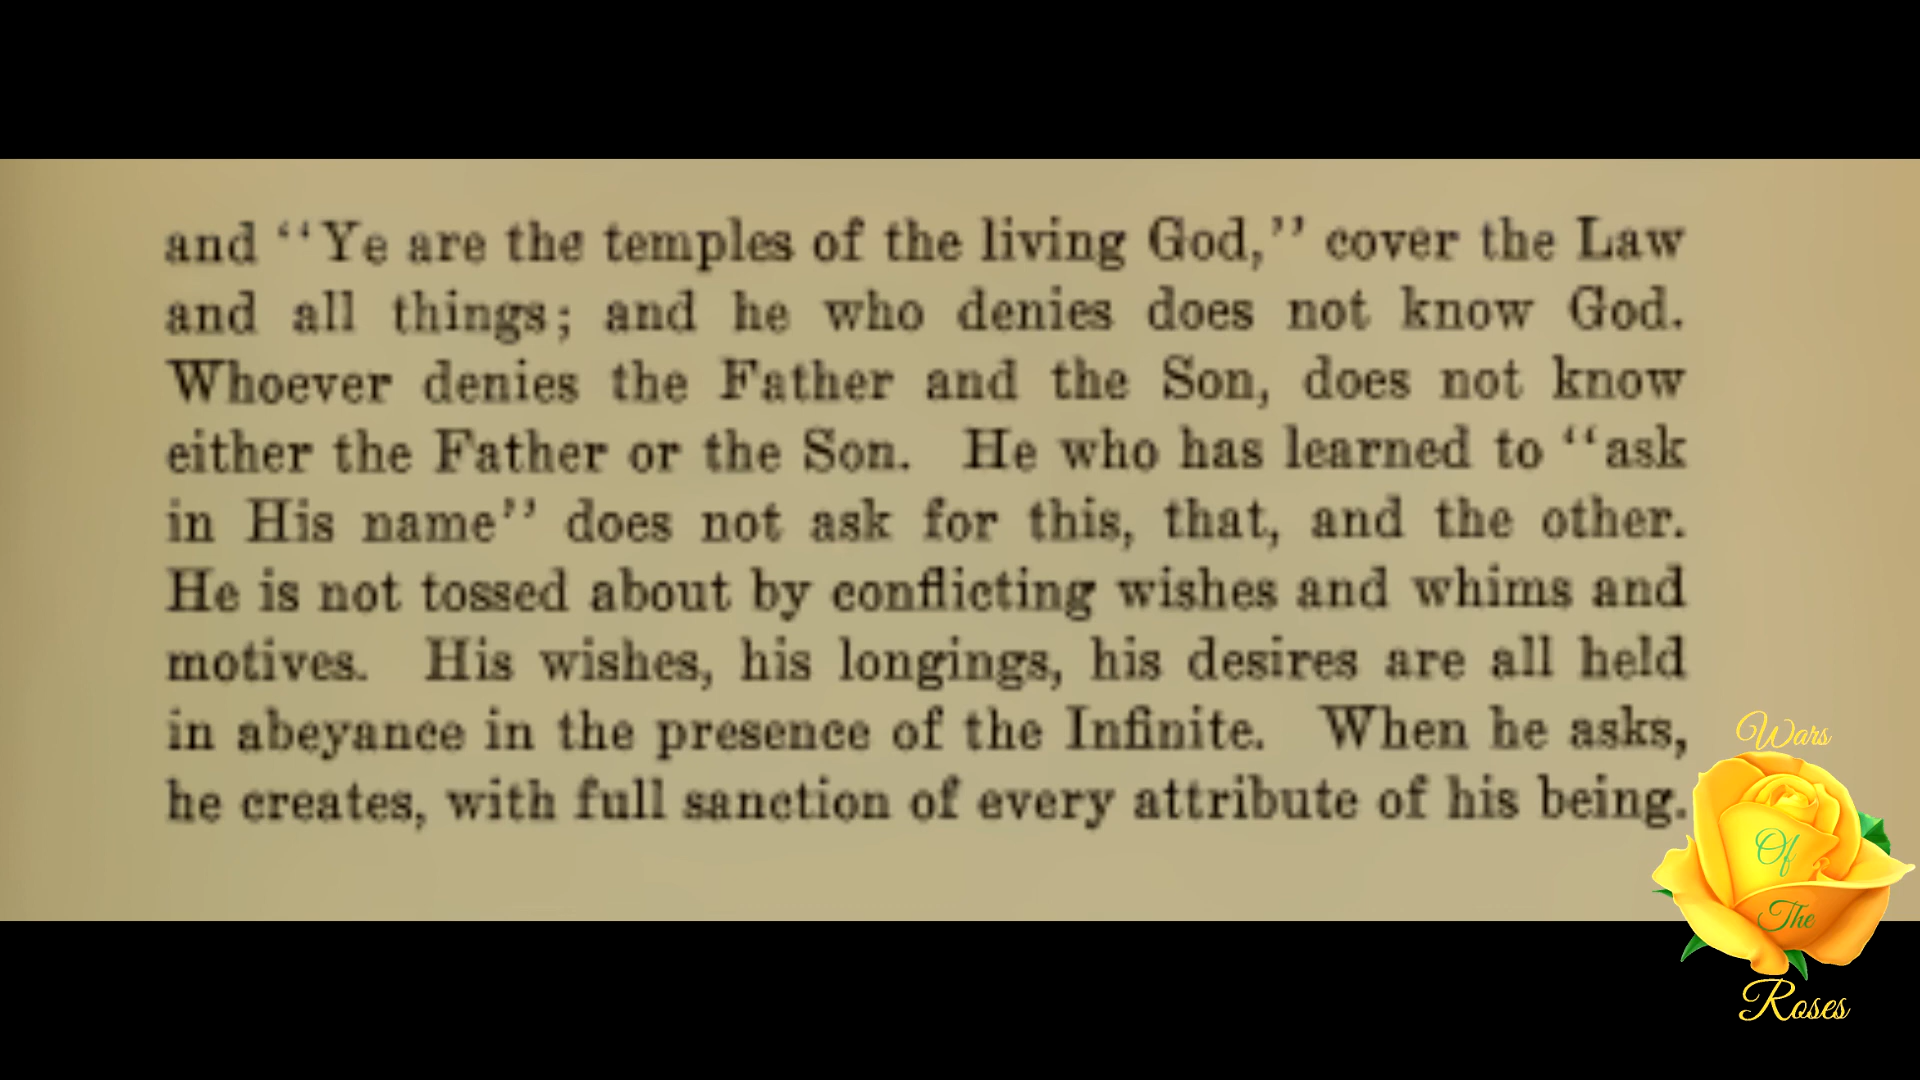 and “Ye are the temples of the living God,” cover the Law
and all things; and he who denies does not know God.
Whoever denies the Father and the Son, does not know
either the Father or the Son. He who has learned to “ask
in His name” does not ask for this, that, and the other.
He is not tossed about by conflicting wishes and whims and
motives. His wishes, his longings, his desires are all held
in abeyance in the presence of the Infinite. When he asks,
he creates, with full sanction of every attribute of his being.
Wars
Of
The
Roses